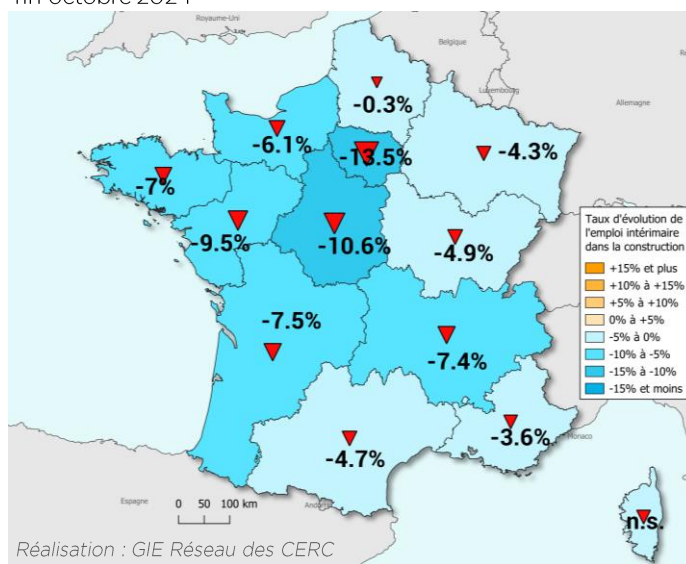 fin octobre 2024
Royaume-Uni
Belgique
Luxembourg
Allemagne
-0.3%
-6.1%
-13.5%
-4.3%
-7%
-9.5%
-10.6%
-4.9%
Taux d'évolution de
l'emploi intérimaire
dans la construction
+15% et plus
+10% à +15%
+5% à +10%
0% à +5%
-5% à 0%
-10% à -5%
-15% à -10%
-15% et moins
-7.5%
-7.4%
-4.7%
-3.6%
Monaco
Espagne
0 50 100 km
n.s.
Réalisation : GIE Réseau des CERC